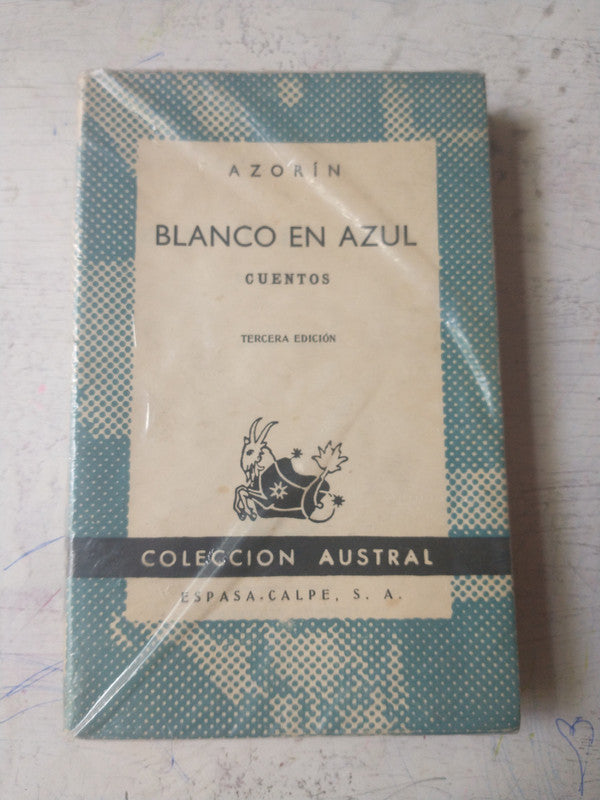 AZORÍN
BLANCO EN AZUL
CUENTOS
TERCERA EDICIÓN
COLECCION AUSTRAL
ESPASA-CALPE, S. A.